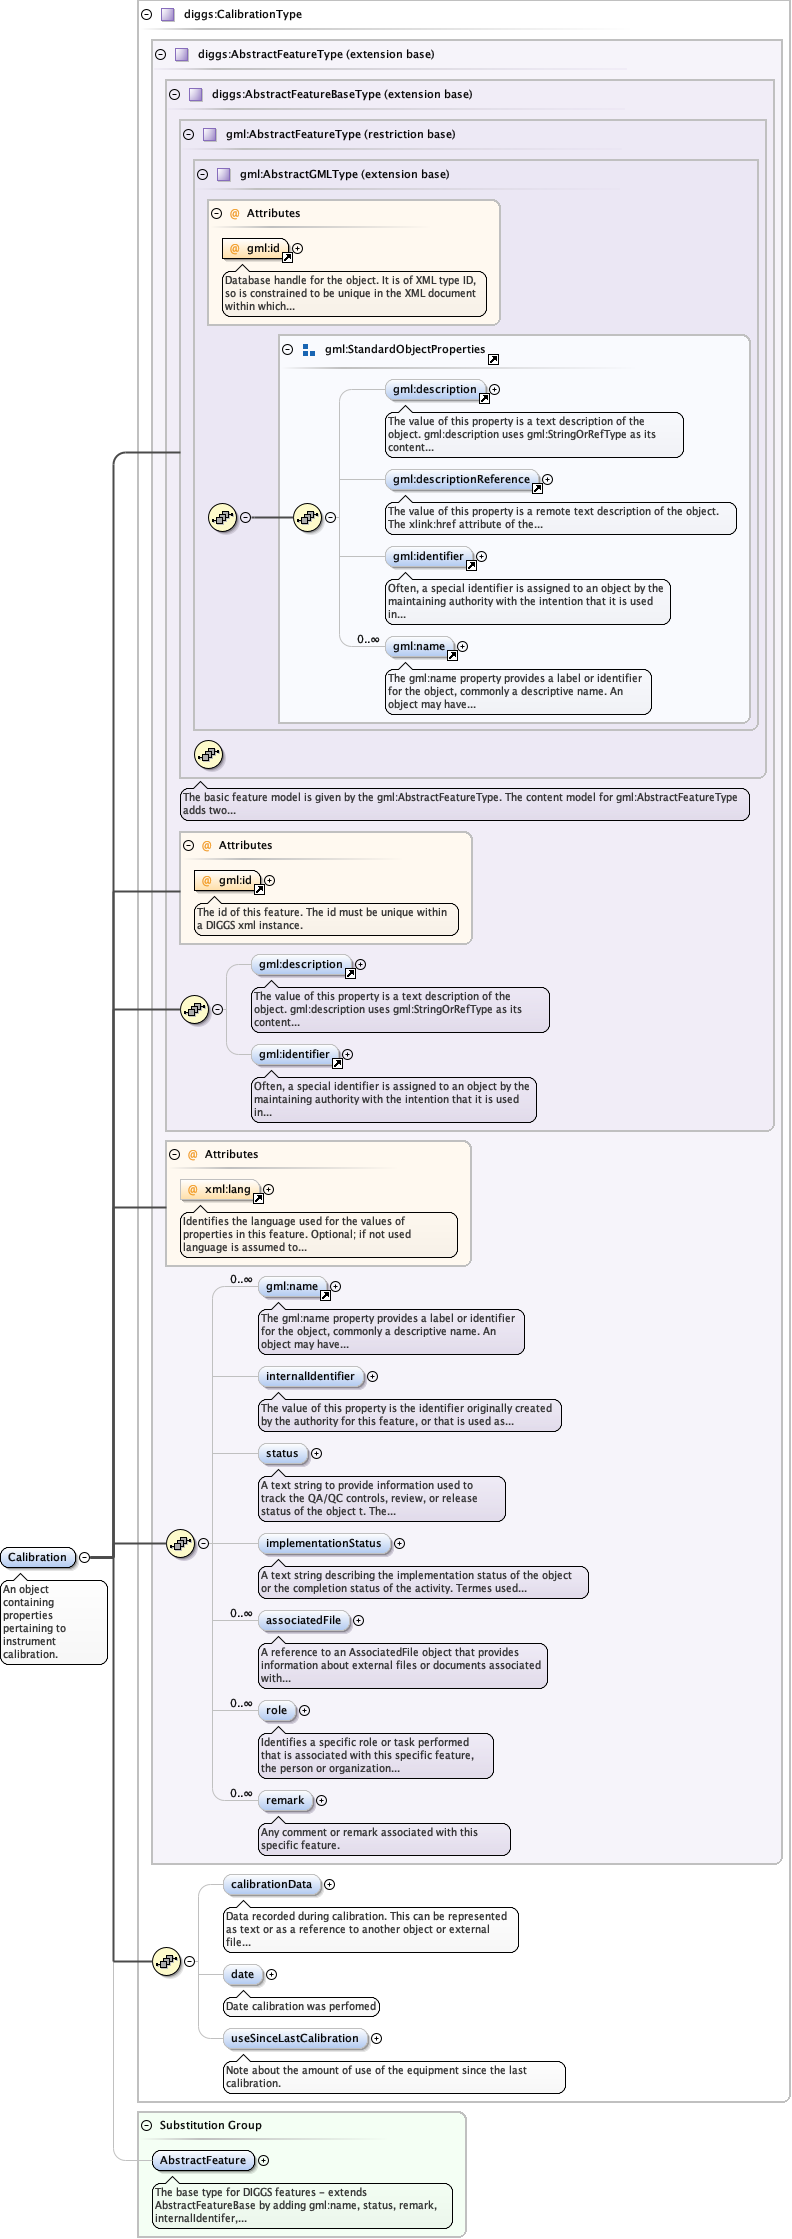 diggs:CalibrationType
diggs:AbstractFeatureType (extension base)
diggs:AbstractFeatureBaseType (extension base)
gml:AbstractFeatureType (restriction base)
gml:AbstractGMLType (extension base)
@ Attributes
@ gml:id
Database handle for the object. It is of XML type ID,
so is constrained to be unique in the XML document
within which...
gml:StandardObjectProperties
gml:description
The value of this property is a text description of the
object. gml:description uses gml:StringOrRefType as its
content...
gml:descriptionReference
The value of this property is a remote text description of the object.
The xlink:href attribute of the...
gml:identifier
Often, a special identifier is assigned to an object by the
maintaining authority with the intention that it is used
in...
0..∞
gml:name
The gml:name property provides a label or identifier
for the object, commonly a descriptive name. An
object may have...
The basic feature model is given by the gml:AbstractFeatureType. The content model for gml:AbstractFeatureType
adds two...
@ Attributes
@ gml:id
The id of this feature. The id must be unique within
a DIGGS xml instance.
gml:description
The value of this property is a text description of the
object. gml:description uses gml:StringOrRefType as its
content...
gml:identifier
Often, a special identifier is assigned to an object by the
maintaining authority with the intention that it is used
in...
@ Attributes
@ xml:lang
Identifies the language used for the values of
properties in this feature. Optional; if not used
language is assumed to...
0..∞
gml:name
The gml:name property provides a label or identifier
for the object, commonly a descriptive name. An
object may have...
internalIdentifier
The value of this property is the identifier originally created
by the authority for this feature, or that is used as...
status
A text string to provide information used to
track the QA/QC controls, review, or release
status of the object t. The...
implementationStatus
A text string describing the implementation status of the object
or the completion status of the activity. Termes used...
Calibration
An object
containing
properties
pertaining to
instrument
calibration.
0..∞
associatedFile
A reference to an AssociatedFile object that provides
information about external files or documents associated
with...
0..∞
role
Identifies a specific role or task performed
that is associated with this specific feature,
the person or organization...
0..∞
remark
Any comment or remark associated with this
specific feature.
calibrationData
Data recorded during calibration. This can be represented
as text or as a reference to another object or external
file...
date
Date calibration was perfomed
useSinceLastCalibration
Note about the amount of use of the equipment since the last
calibration.
Substitution Group
AbstractFeature
The base type for DIGGS features - extends
AbstractFeatureBase by adding gml:name, status, remark,
internalIdentifer,...